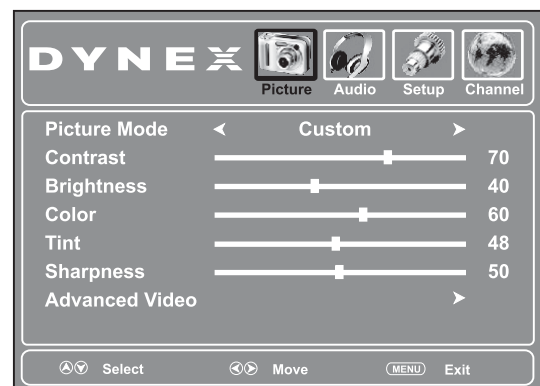 DYNEX
Picture Audio Setup Channel
Picture Mode Custom
Contrast 70
Brightness 40
Color 60
Tint 48
Sharpness 50
Advanced Video
Select Move MENU Exit